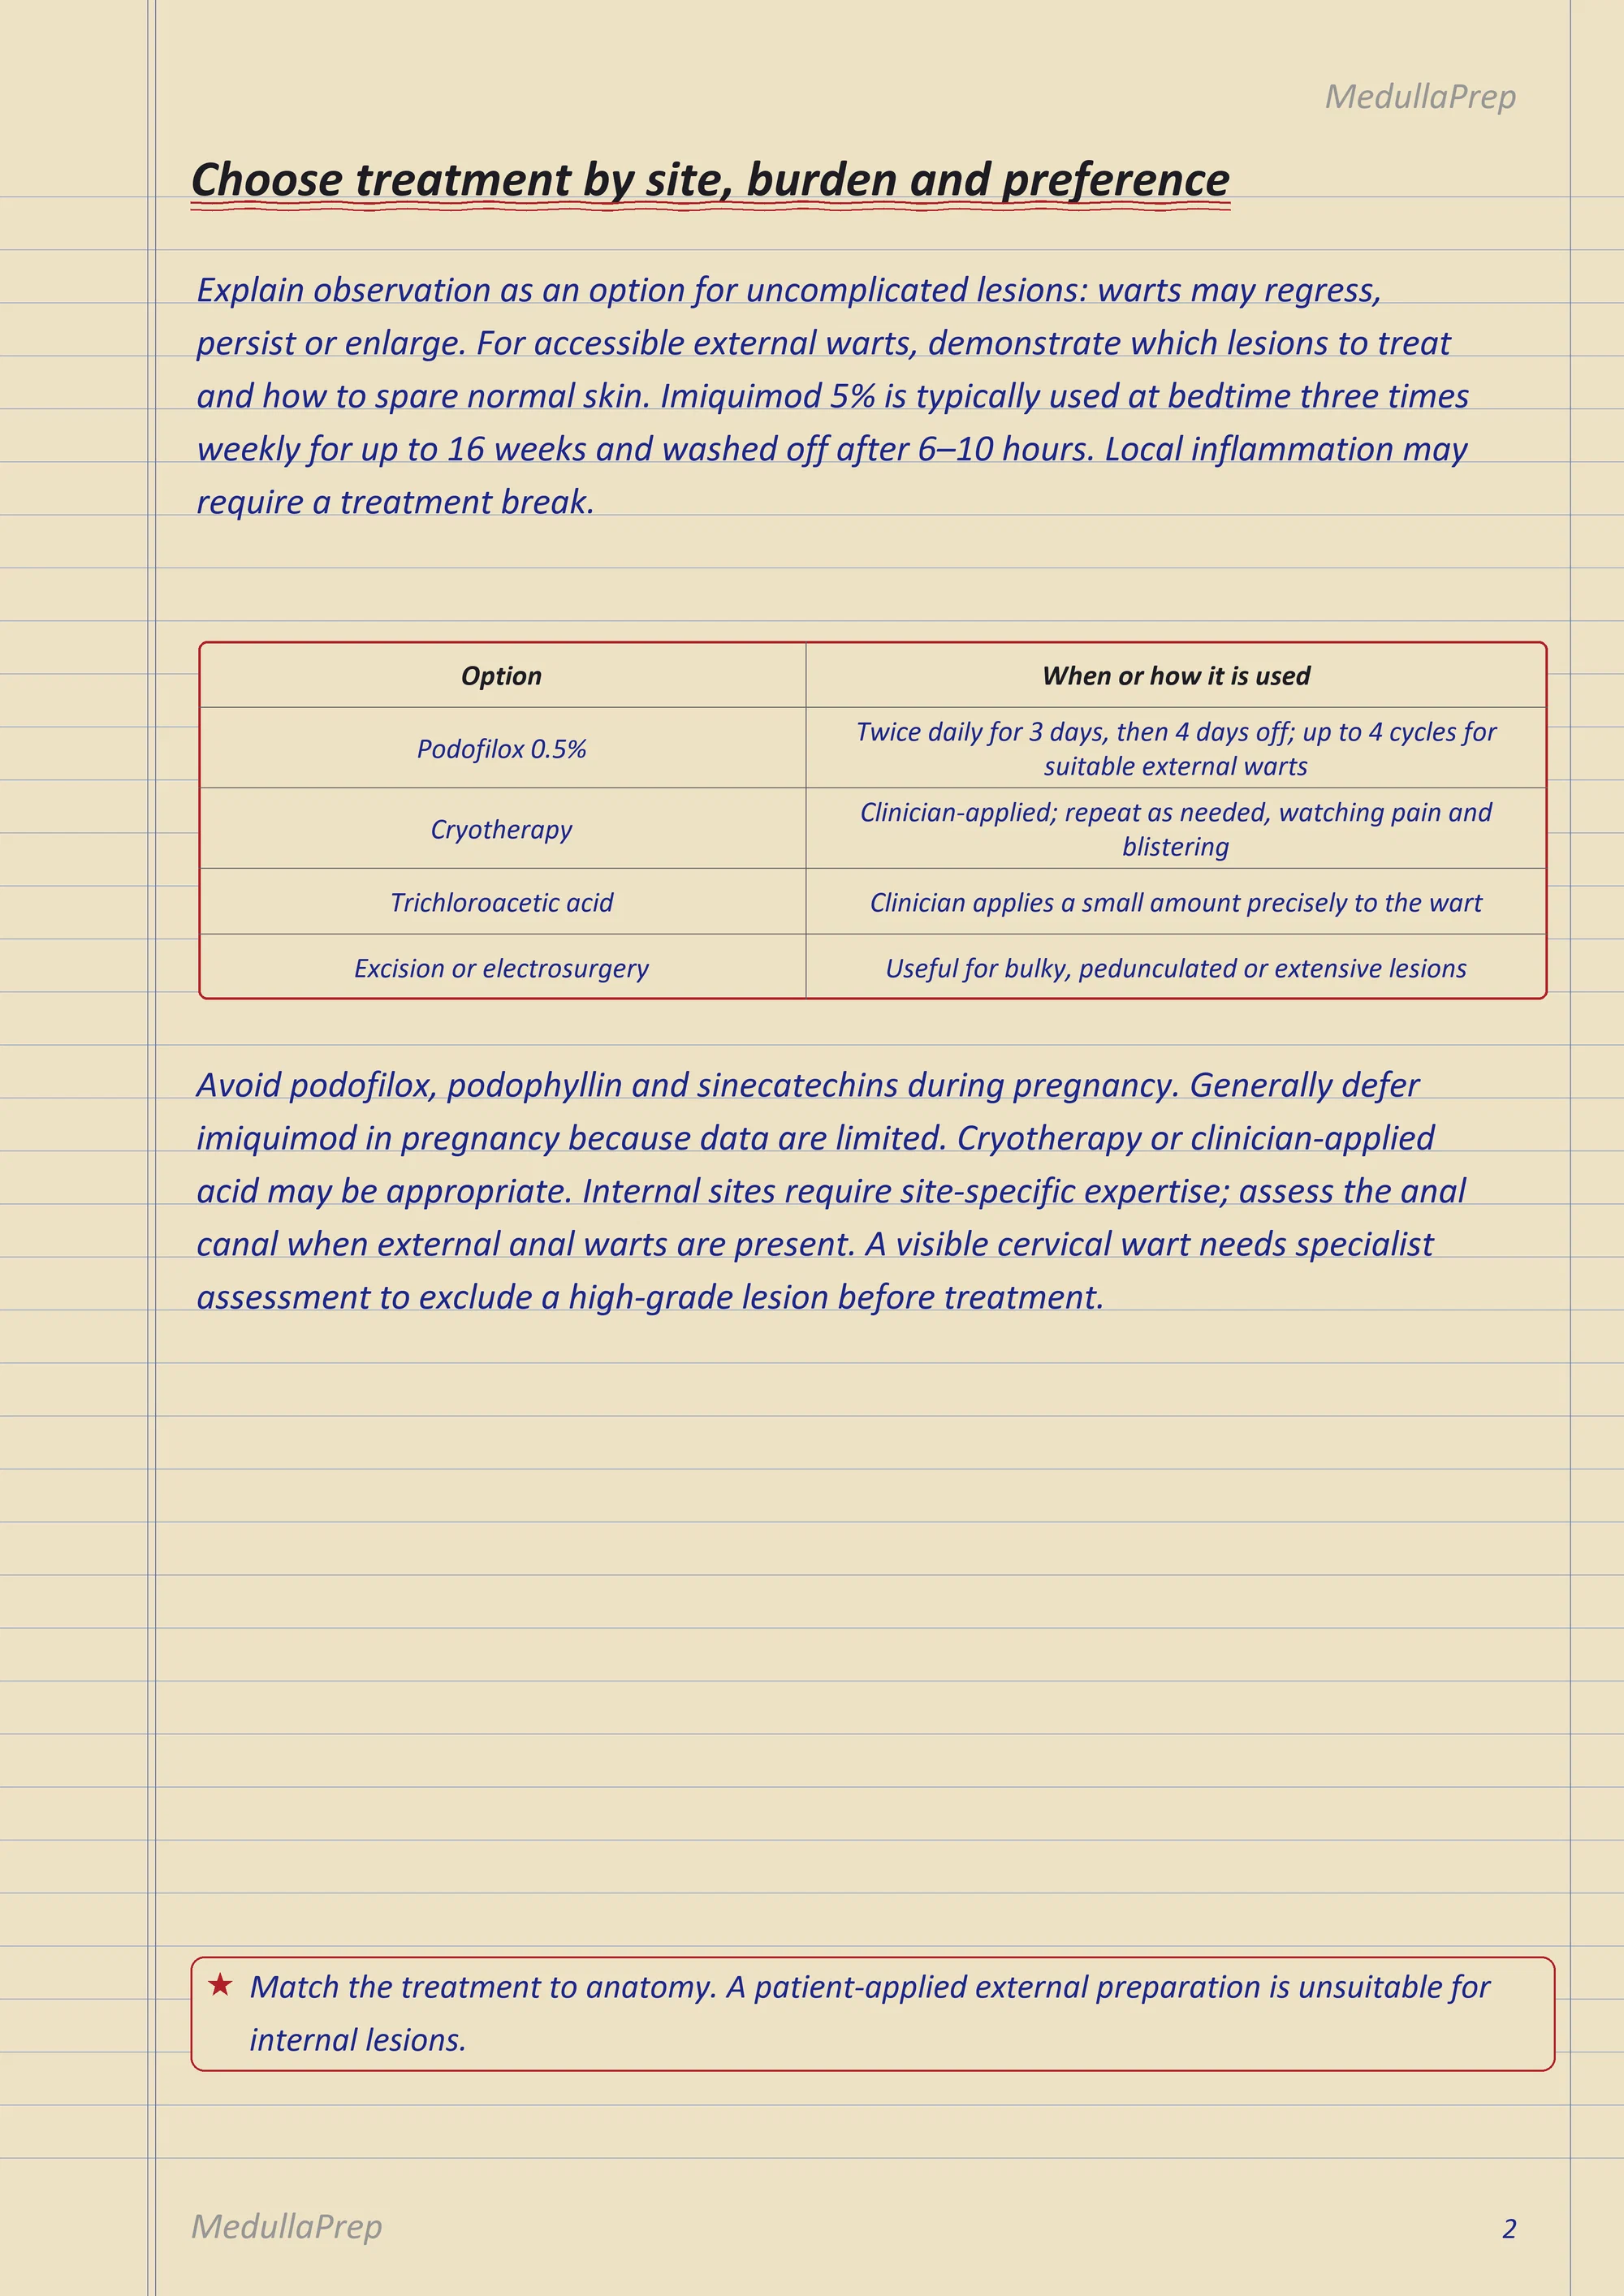 MedullaPrep
Choose treatment by site, burden and preference
Explain observation as an option for uncomplicated lesions: warts may regress,
persist or enlarge. For accessible external warts, demonstrate which lesions to treat
and how to spare normal skin. Imiquimod 5% is typically used at bedtime three times
weekly for up to 16 weeks and washed off after 6–10 hours. Local inflammation may
require a treatment break.
Option
When or how it is used
Podofilox 0.5%
Twice daily for 3 days, then 4 days off; up to 4 cycles for
suitable external warts
Cryotherapy
Clinician-applied; repeat as needed, watching pain and
blistering
Trichloroacetic acid
Clinician applies a small amount precisely to the wart
Excision or electrosurgery
Useful for bulky, pedunculated or extensive lesions
Avoid podofilox, podophyllin and sinecatechins during pregnancy. Generally defer
imiquimod in pregnancy because data are limited. Cryotherapy or clinician-applied
acid may be appropriate. Internal sites require site-specific expertise; assess the anal
canal when external anal warts are present. A visible cervical wart needs specialist
assessment to exclude a high-grade lesion before treatment.
★ Match the treatment to anatomy. A patient-applied external preparation is unsuitable for
internal lesions.
MedullaPrep
2